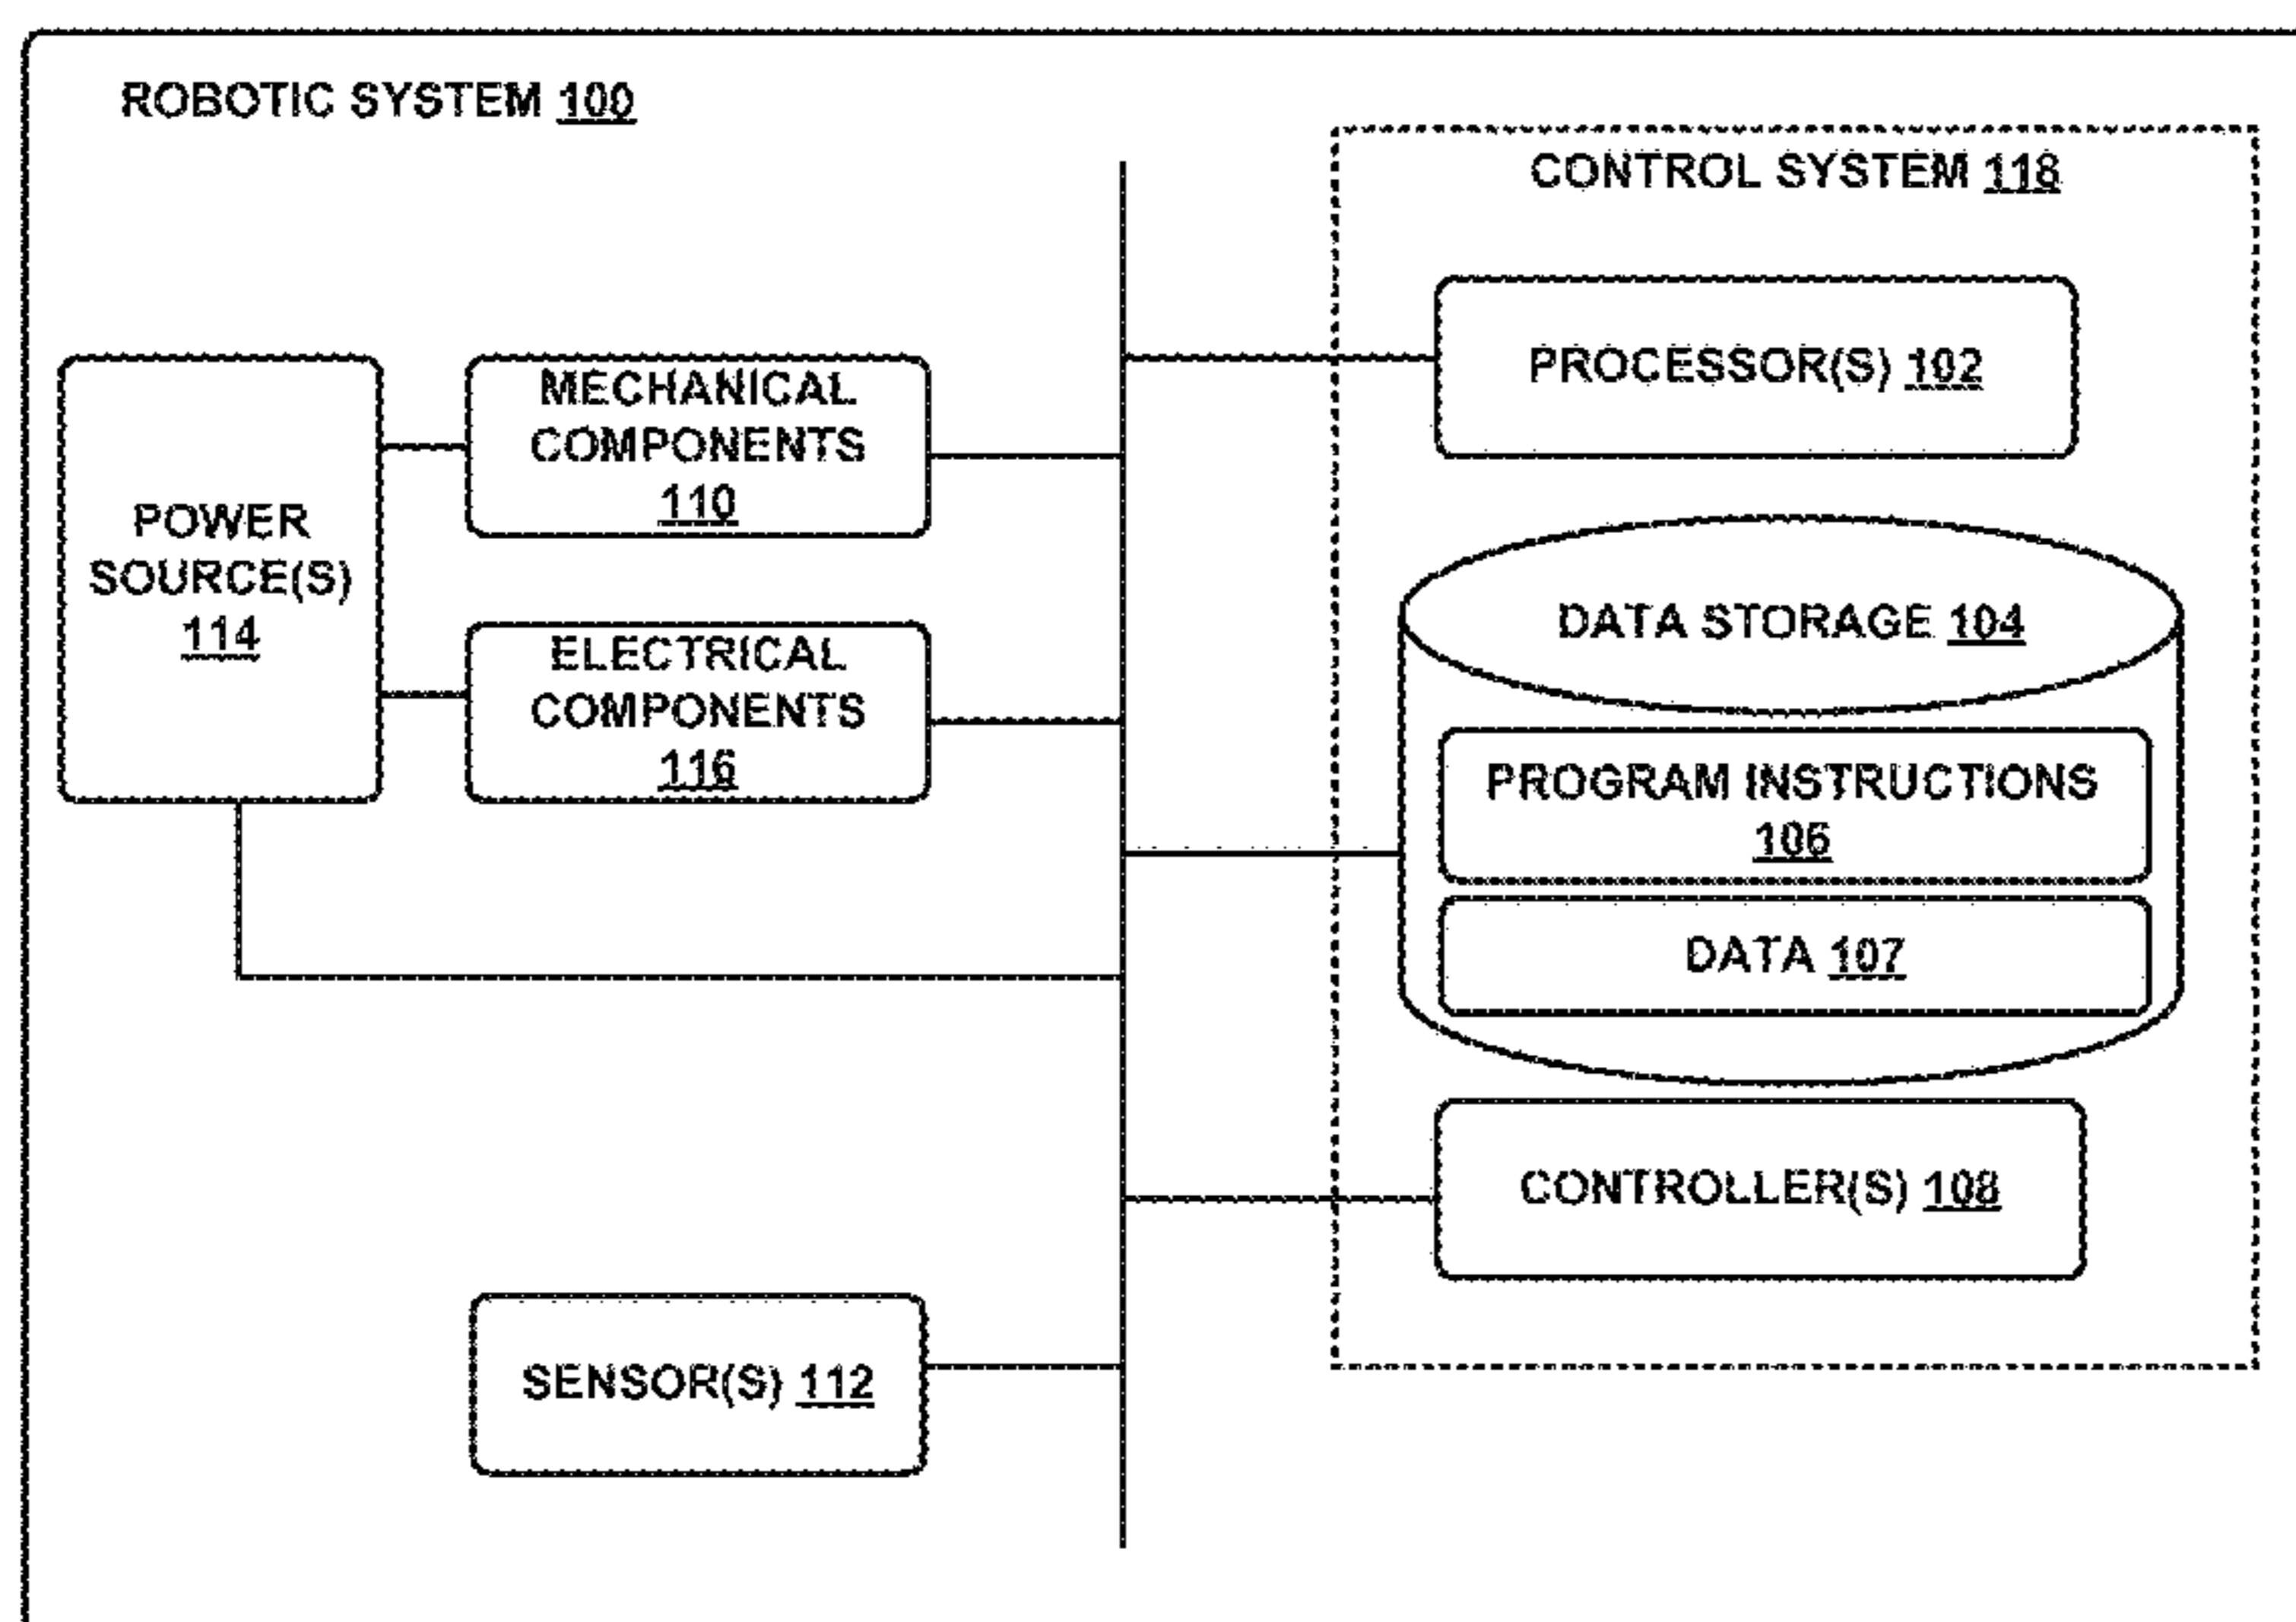 ROBOTIC SYSTEM 100
CONTROL SYSTEM 118
PROCESSOR(S) 102
MECHANICAL
COMPONENTS
110
POWER
SOURCE(S)
114
ELECTRICAL
COMPONENTS
116
DATA STORAGE 104
PROGRAM INSTRUCTIONS
106
DATA 107
CONTROLLER(S) 108
SENSOR(S) 112